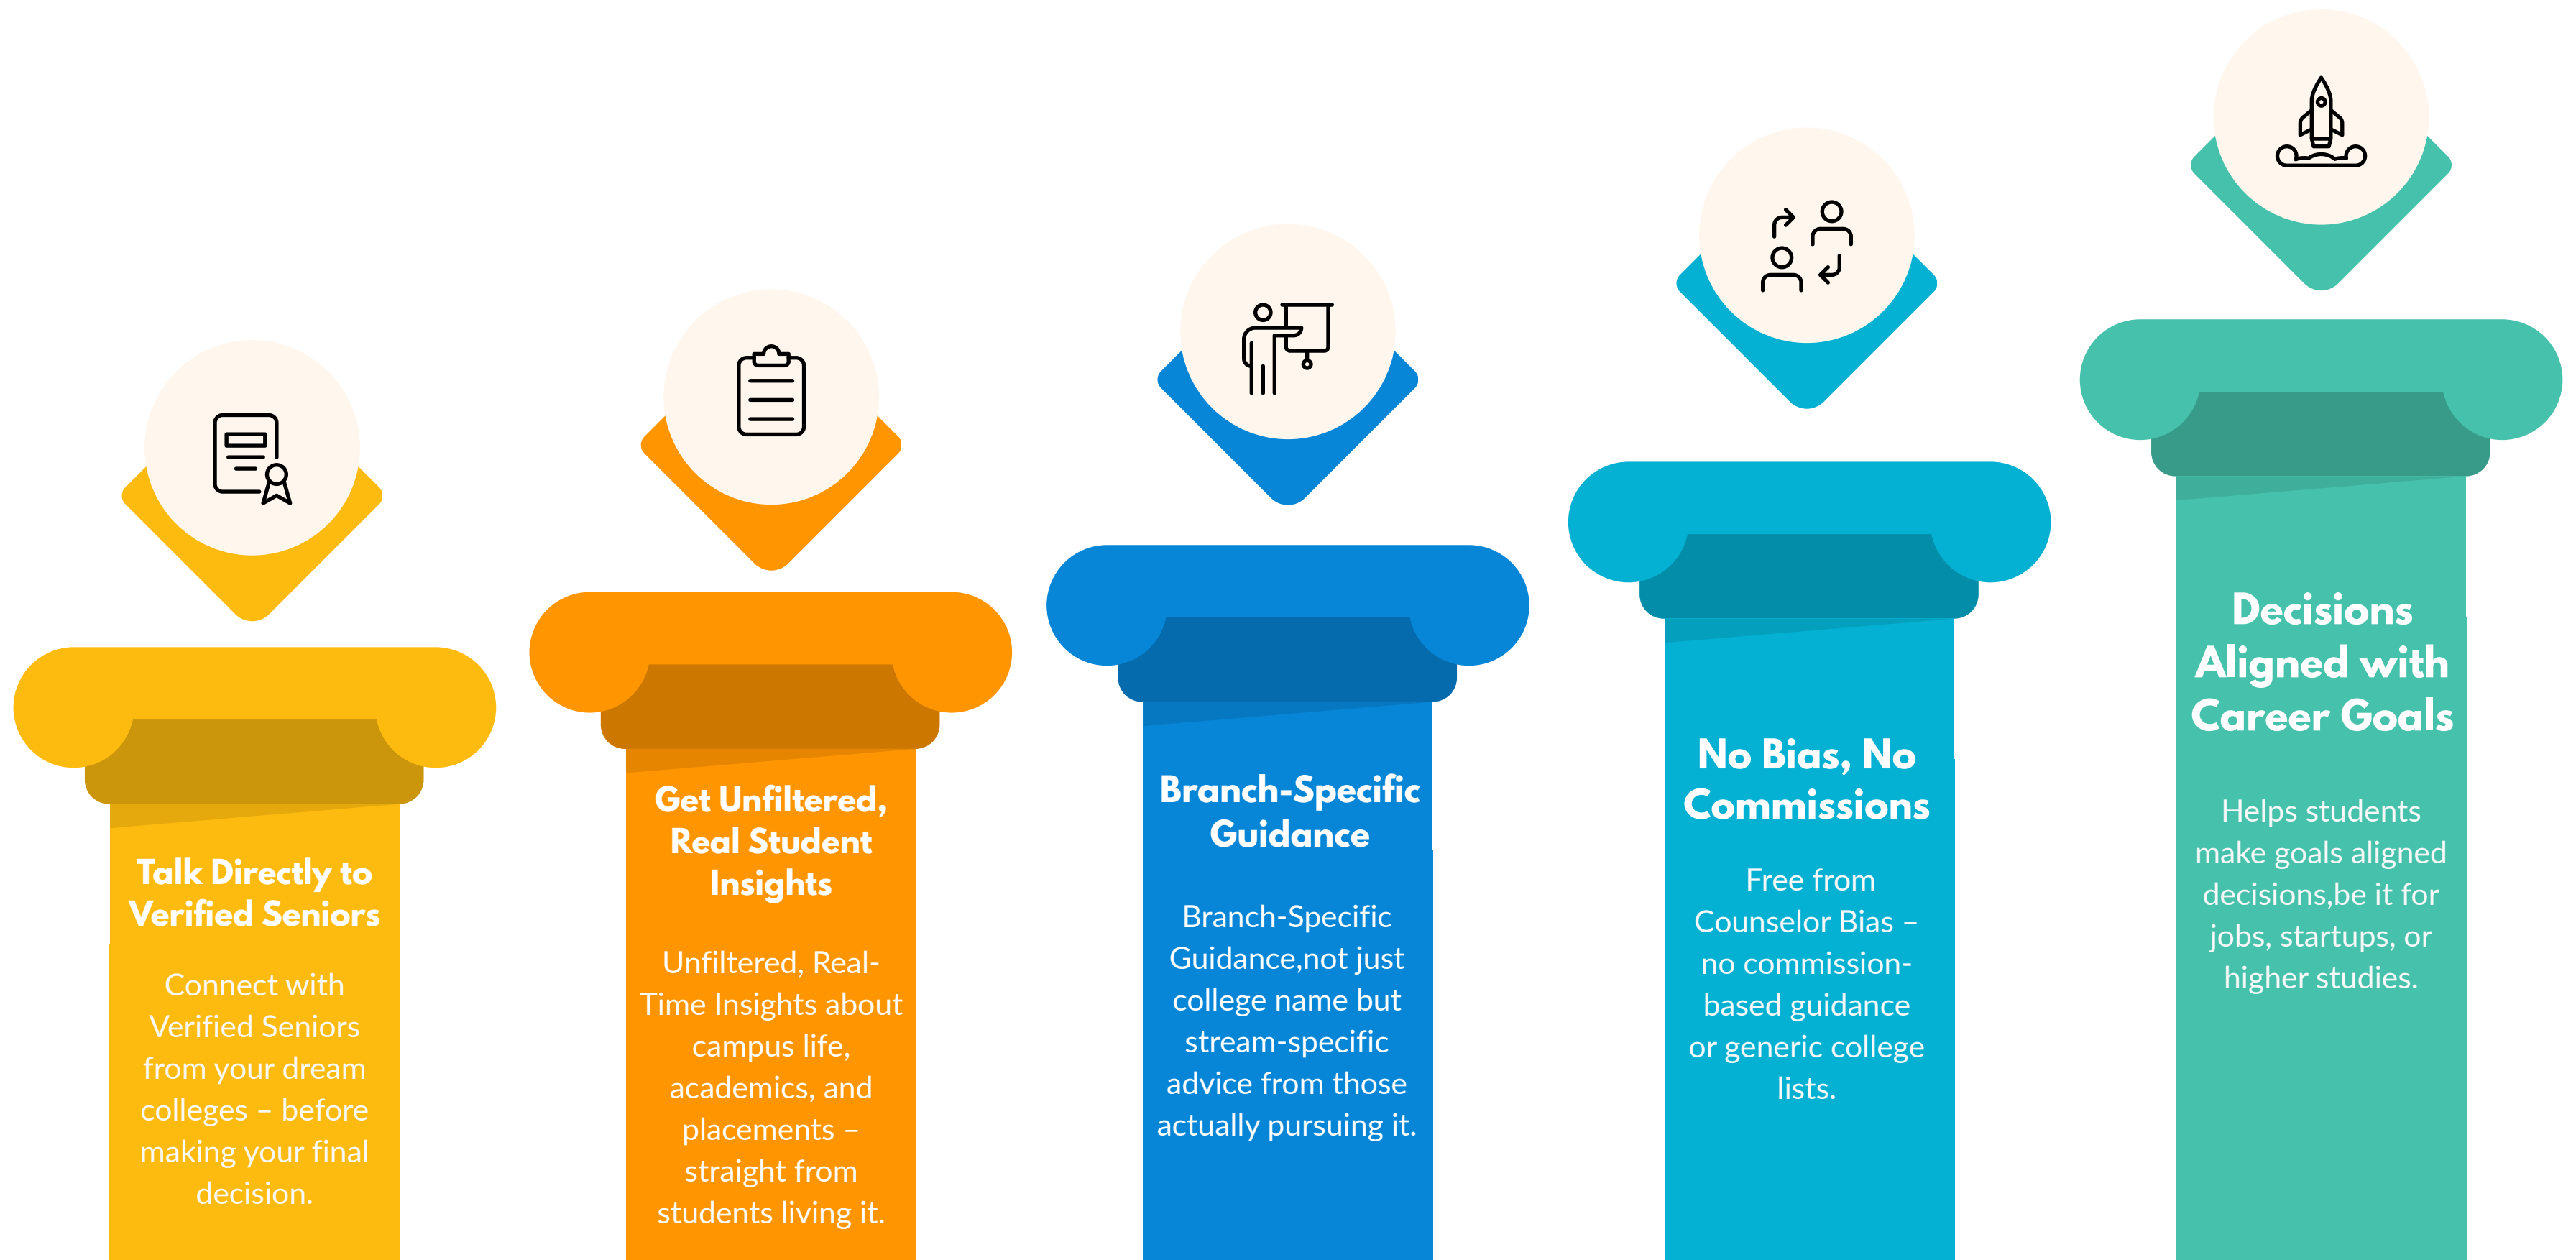 Talk Directly to
Verified Seniors
Connect with
Verified Seniors
from your dream
colleges – before
making your final
decision.
Get Unfiltered,
Real Student
Insights
Unfiltered, Real-
Time Insights about
campus life,
academics, and
placements –
straight from
students living it.
Branch-Specific
Guidance
Branch-Specific
Guidance,not just
college name but
stream-specific
advice from those
actually pursuing it.
No Bias, No
Commissions
Free from
Counselor Bias –
no commission-
based guidance
or generic college
lists.
Decisions
Aligned with
Career Goals
Helps students
make goals aligned
decisions,be it for
jobs, startups, or
higher studies.